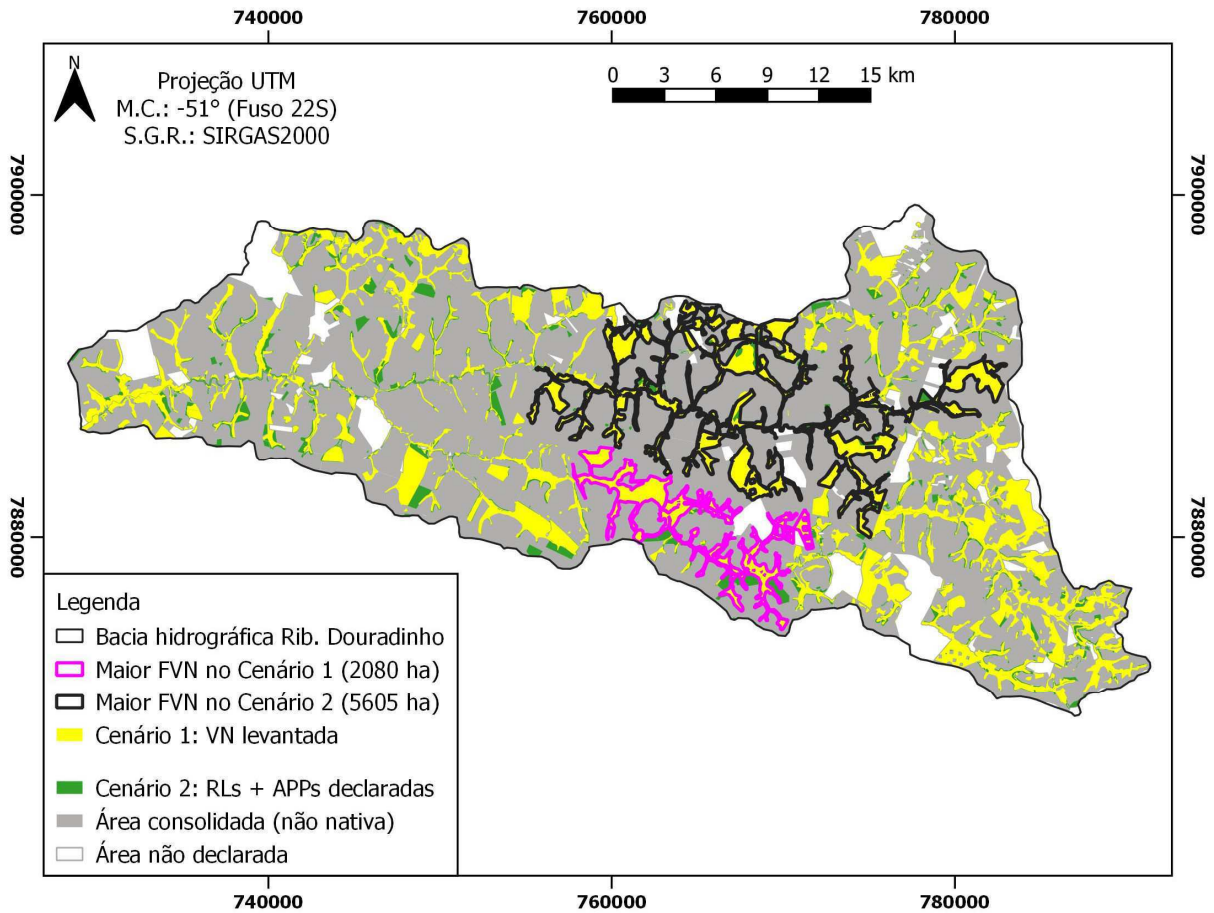 740000 760000 780000
N
Projeção UTM
M.C.: -51° (Fuso 22S)
S.G.R.: SIRGAS2000
0 3 6 9 12 15 km
7900000 7900000
7880000 7880000
Legenda
Bacia hidrográfica Rib. Douradinho
Maior FVN no Cenário 1 (2080 ha)
Maior FVN no Cenário 2 (5605 ha)
Cenário 1: VN levantada
Cenário 2: RLs + APPs declaradas
Área consolidada (não nativa)
Área não declarada
740000 760000 780000